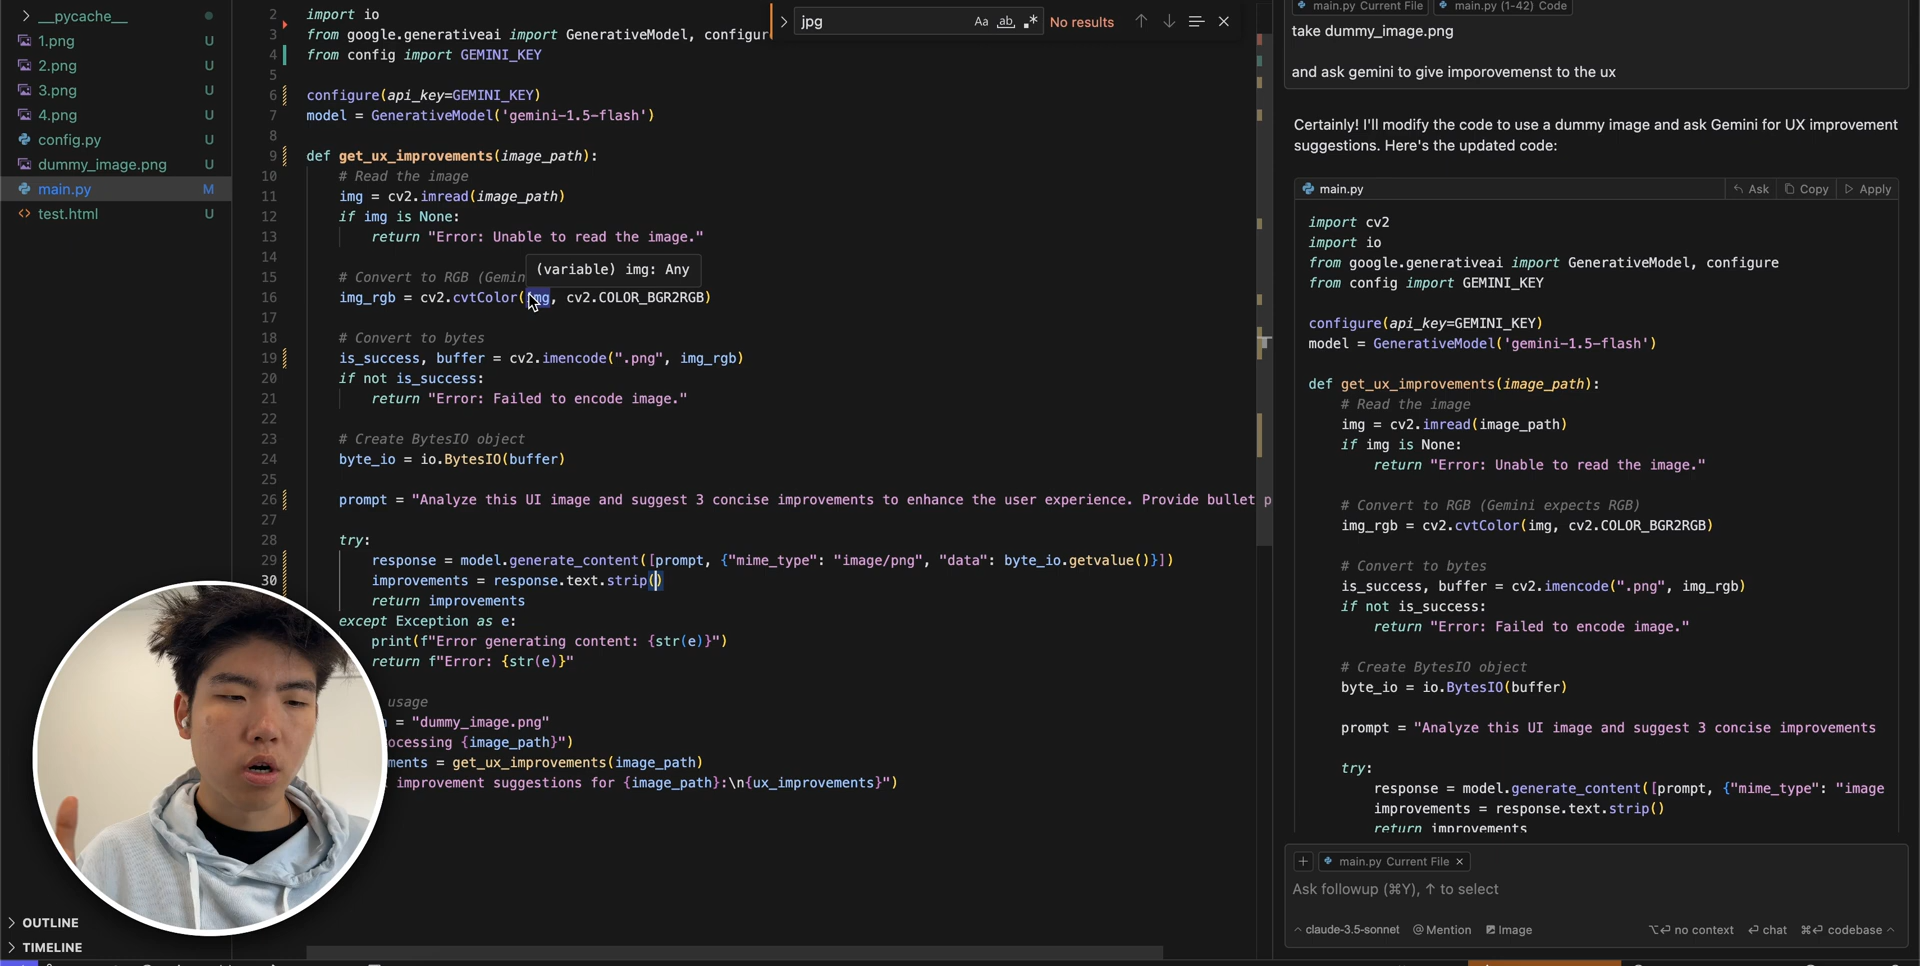 __pycache__
1.png U
2.png U
3.png U
4.png U
config.py U
dummy_image.png U
main.py M
test.html U
OUTLINE
TIMELINE
2 import io
3 from google.generativeai import GenerativeModel, configur
4 from config import GEMINI_KEY
5
6 configure(api_key=GEMINI_KEY)
7 model = GenerativeModel('gemini-1.5-flash')
8
9 def get_ux_improvements(image_path):
10 # Read the image
11 img = cv2.imread(image_path)
12 if img is None:
13 return "Error: Unable to read the image."
14
(variable) img: Any
15 # Convert to RGB (Gemin
16 img_rgb = cv2.cvtColor(img, cv2.COLOR_BGR2RGB)
17
18 # Convert to bytes
19 is_success, buffer = cv2.imencode(".png", img_rgb)
20 if not is_success:
21 return "Error: Failed to encode image."
22
23 # Create BytesIO object
24 byte_io = io.BytesIO(buffer)
25
26 prompt = "Analyze this UI image and suggest 3 concise improvements to enhance the user experience. Provide bullet p
27
28 try:
29 response = model.generate_content([prompt, {"mime_type": "image/png", "data": byte_io.getvalue()}])
30 improvements = response.text.strip()
return improvements
except Exception as e:
print(f"Error generating content: {str(e)}")
return f"Error: {str(e)}"
usage
= "dummy_image.png"
ocessing {image_path}")
ments = get_ux_improvements(image_path)
improvement suggestions for {image_path}:\n{ux_improvements}")
jpg Aa ab No results
main.py Current File main.py (1-42) Code
take dummy_image.png
and ask gemini to give imporovemenst to the ux
Certainly! I'll modify the code to use a dummy image and ask Gemini for UX improvement
suggestions. Here's the updated code:
main.py Ask Copy Apply
import cv2
import io
from google.generativeai import GenerativeModel, configure
from config import GEMINI_KEY
configure(api_key=GEMINI_KEY)
model = GenerativeModel('gemini-1.5-flash')
def get_ux_improvements(image_path):
# Read the image
img = cv2.imread(image_path)
if img is None:
return "Error: Unable to read the image."
# Convert to RGB (Gemini expects RGB)
img_rgb = cv2.cvtColor(img, cv2.COLOR_BGR2RGB)
# Convert to bytes
is_success, buffer = cv2.imencode(".png", img_rgb)
if not is_success:
return "Error: Failed to encode image."
# Create BytesIO object
byte_io = io.BytesIO(buffer)
prompt = "Analyze this UI image and suggest 3 concise improvements
try:
response = model.generate_content([prompt, {"mime_type": "image
improvements = response.text.strip()
return improvements
+ main.py Current File ×
Ask followup (⌘Y), ↑ to select
claude-3.5-sonnet @Mention Image ⌥⏎ no context ⏎ chat ⌘⏎ codebase